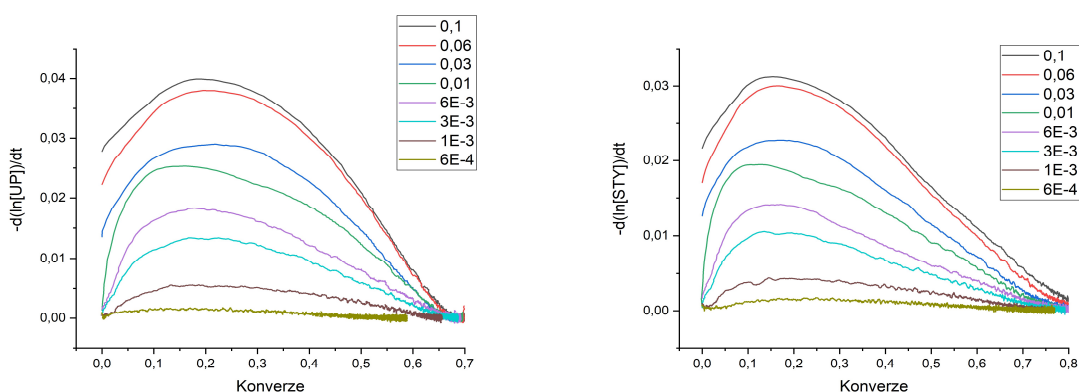 -d(ln[UP])/dt
0,04
0,03
0,02
0,01
0,00
0,0 0,1 0,2 0,3 0,4 0,5 0,6 0,7
Konverze
0,1
0,06
0,03
0,01
6E-3
3E-3
1E-3
6E-4
-d(ln[STY])/dt
0,03
0,02
0,01
0,00
0,0 0,1 0,2 0,3 0,4 0,5 0,6 0,7 0,8
Konverze
0,1
0,06
0,03
0,01
6E-3
3E-3
1E-3
6E-4